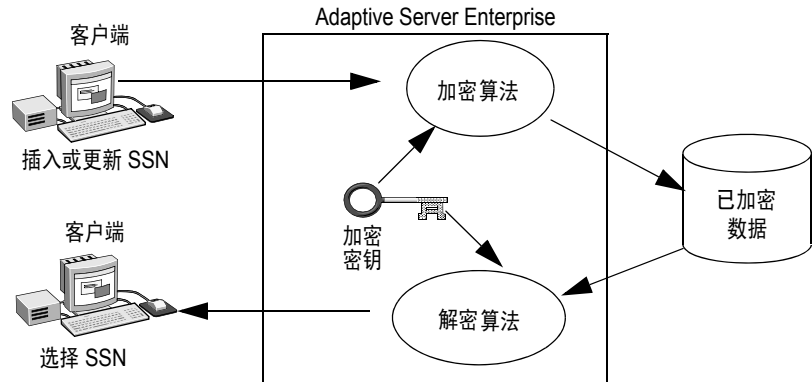 Adaptive Server Enterprise
客户端
插入或更新 SSN
加密算法
加密
密钥
已加密
数据
客户端
选择 SSN
解密算法